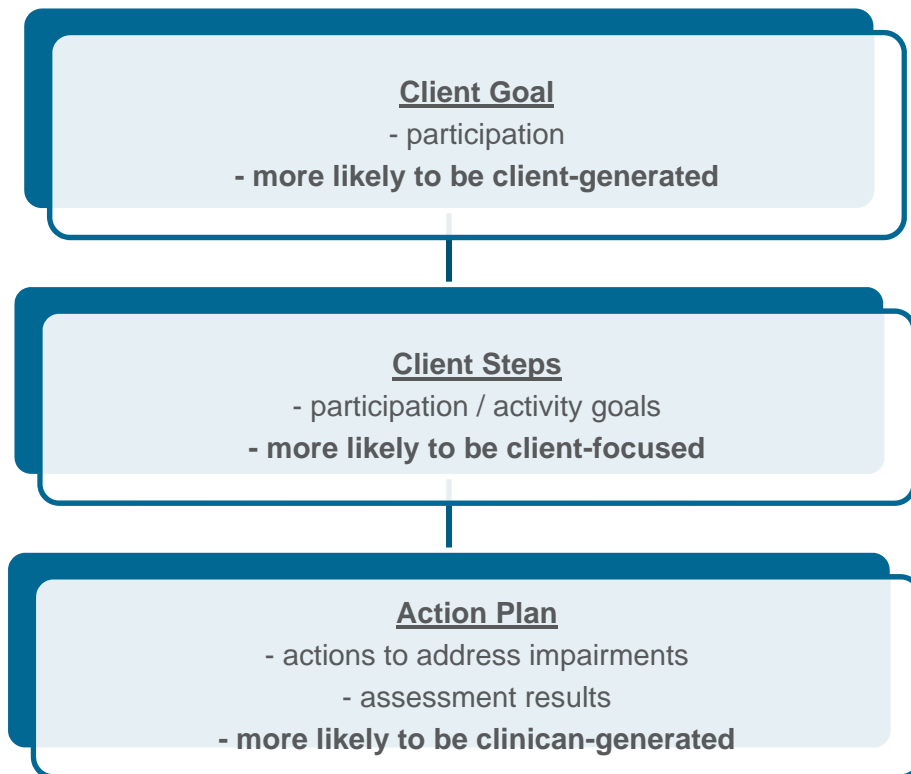 Client Goal
- participation
- more likely to be client-generated
Client Steps
- participation / activity goals
- more likely to be client-focused
Action Plan
- actions to address impairments
- assessment results
- more likely to be clinican-generated